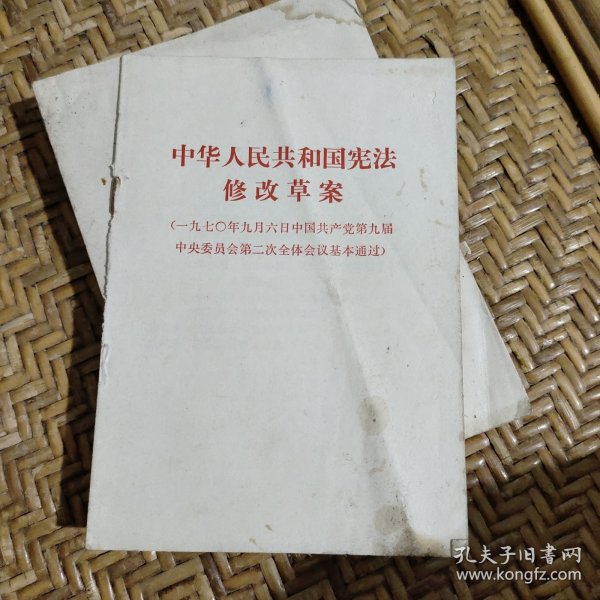 中华人民共和国宪法
修改草案
(一九七〇年九月六日中国共产党第九届
中央委员会第二次全体会议基本通过)
孔夫子旧书网
www.kongfz.com